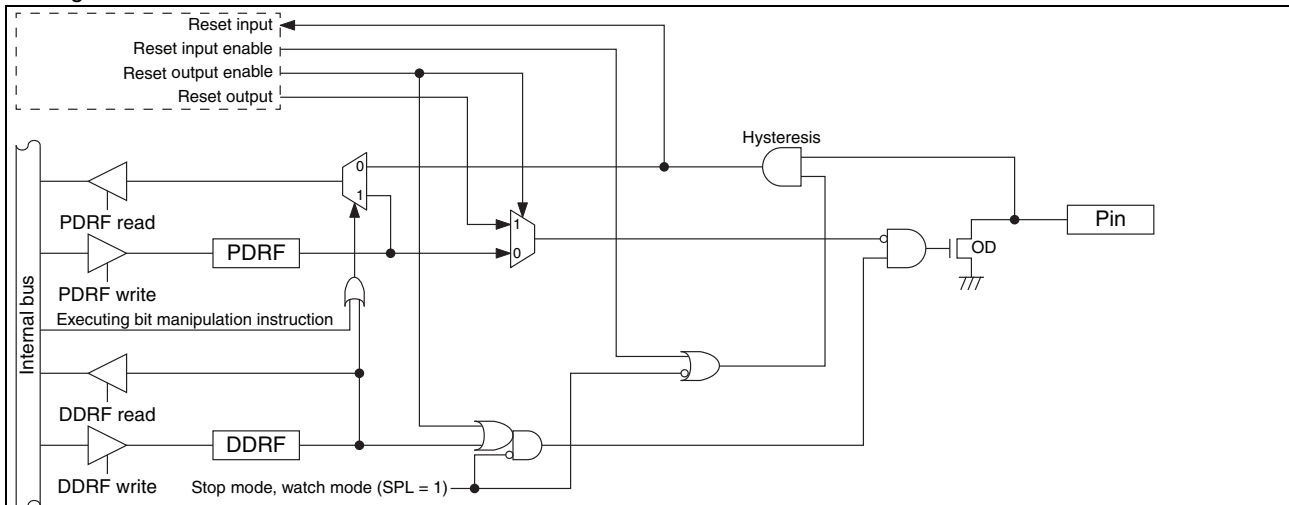 Reset input
Reset input enable
Reset output enable
Reset output
Hysteresis
0
1
PDRF read
1
0
Pin
OD
PDRF
PDRF write
Executing bit manipulation instruction
Internal bus
DDRF read
DDRF
DDRF write
Stop mode, watch mode (SPL = 1)